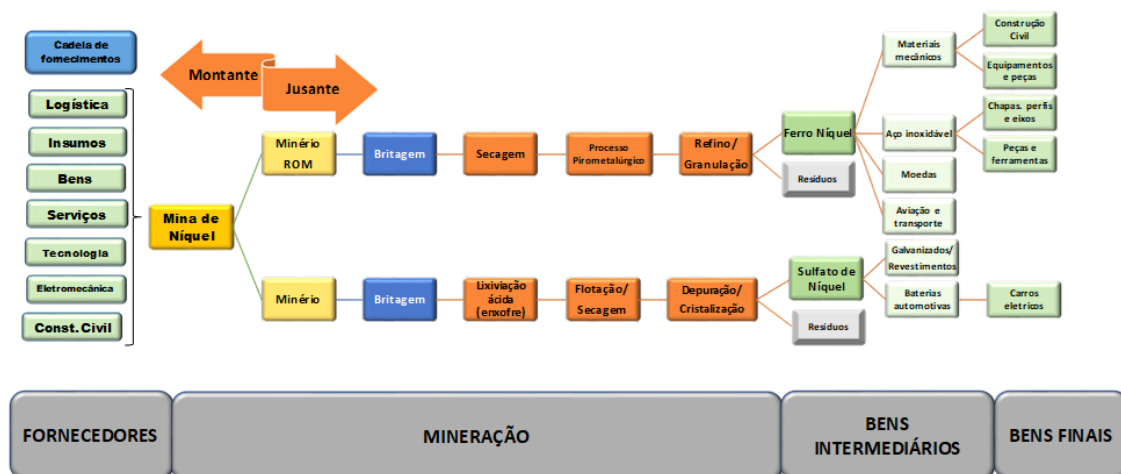 Cadeia de
fornecimentos
Montante
Jusante
Logística
Insumos
Bens
Serviços
Tecnologia
Eletromecânica
Const. Civil
Mina de
Níquel
Minério
ROM
Britagem
Secagem
Processo
Pirometalúrgico
Refino/
Granulação
Ferro Níquel
Resíduos
Materiais
mecânicos
Aço inoxidável
Moedas
Aviação e
transporte
Construção
Civil
Equipamentos
e peças
Chapas. perfis
e eixos
Peças e
ferramentas
Minério
Britagem
Lixiviação
ácida
(enxofre)
Flotação/
Secagem
Depuração/
Cristalização
Sulfato de
Níquel
Resíduos
Galvanizados/
Revestimentos
Baterias
automotivas
Carros
eletricos
FORNECEDORES
MINERAÇÃO
BENS
INTERMEDIÁRIOS
BENS FINAIS